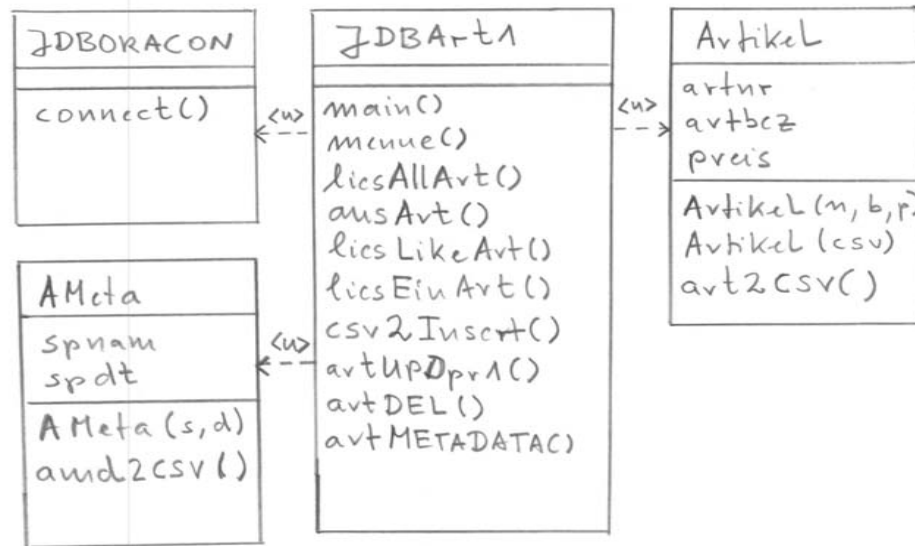 JDBORACON
connect()
<u>
JDBArt1
main()
menue()
liesAllArt()
ausArt()
liesLikeArt()
liesEinArt()
csv2Insert()
artUPDpr1()
artDEL()
artMETADATA()
<u>
Artikel
artnr
artbez
preis
Artikel(n, b, p)
Artikel(csv)
art2CSV()
AMeta
spnam
spdt
AMeta(s,d)
amd2CSV()
<u>